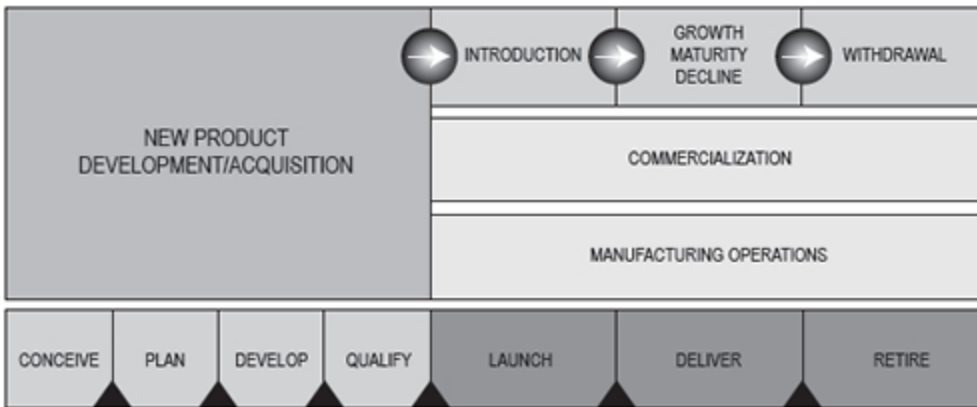 NEW PRODUCT
DEVELOPMENT/ACQUISITION
INTRODUCTION
GROWTH
MATURITY
DECLINE
WITHDRAWAL
COMMERCIALIZATION
MANUFACTURING OPERATIONS
CONCEIVE
PLAN
DEVELOP
QUALIFY
LAUNCH
DELIVER
RETIRE